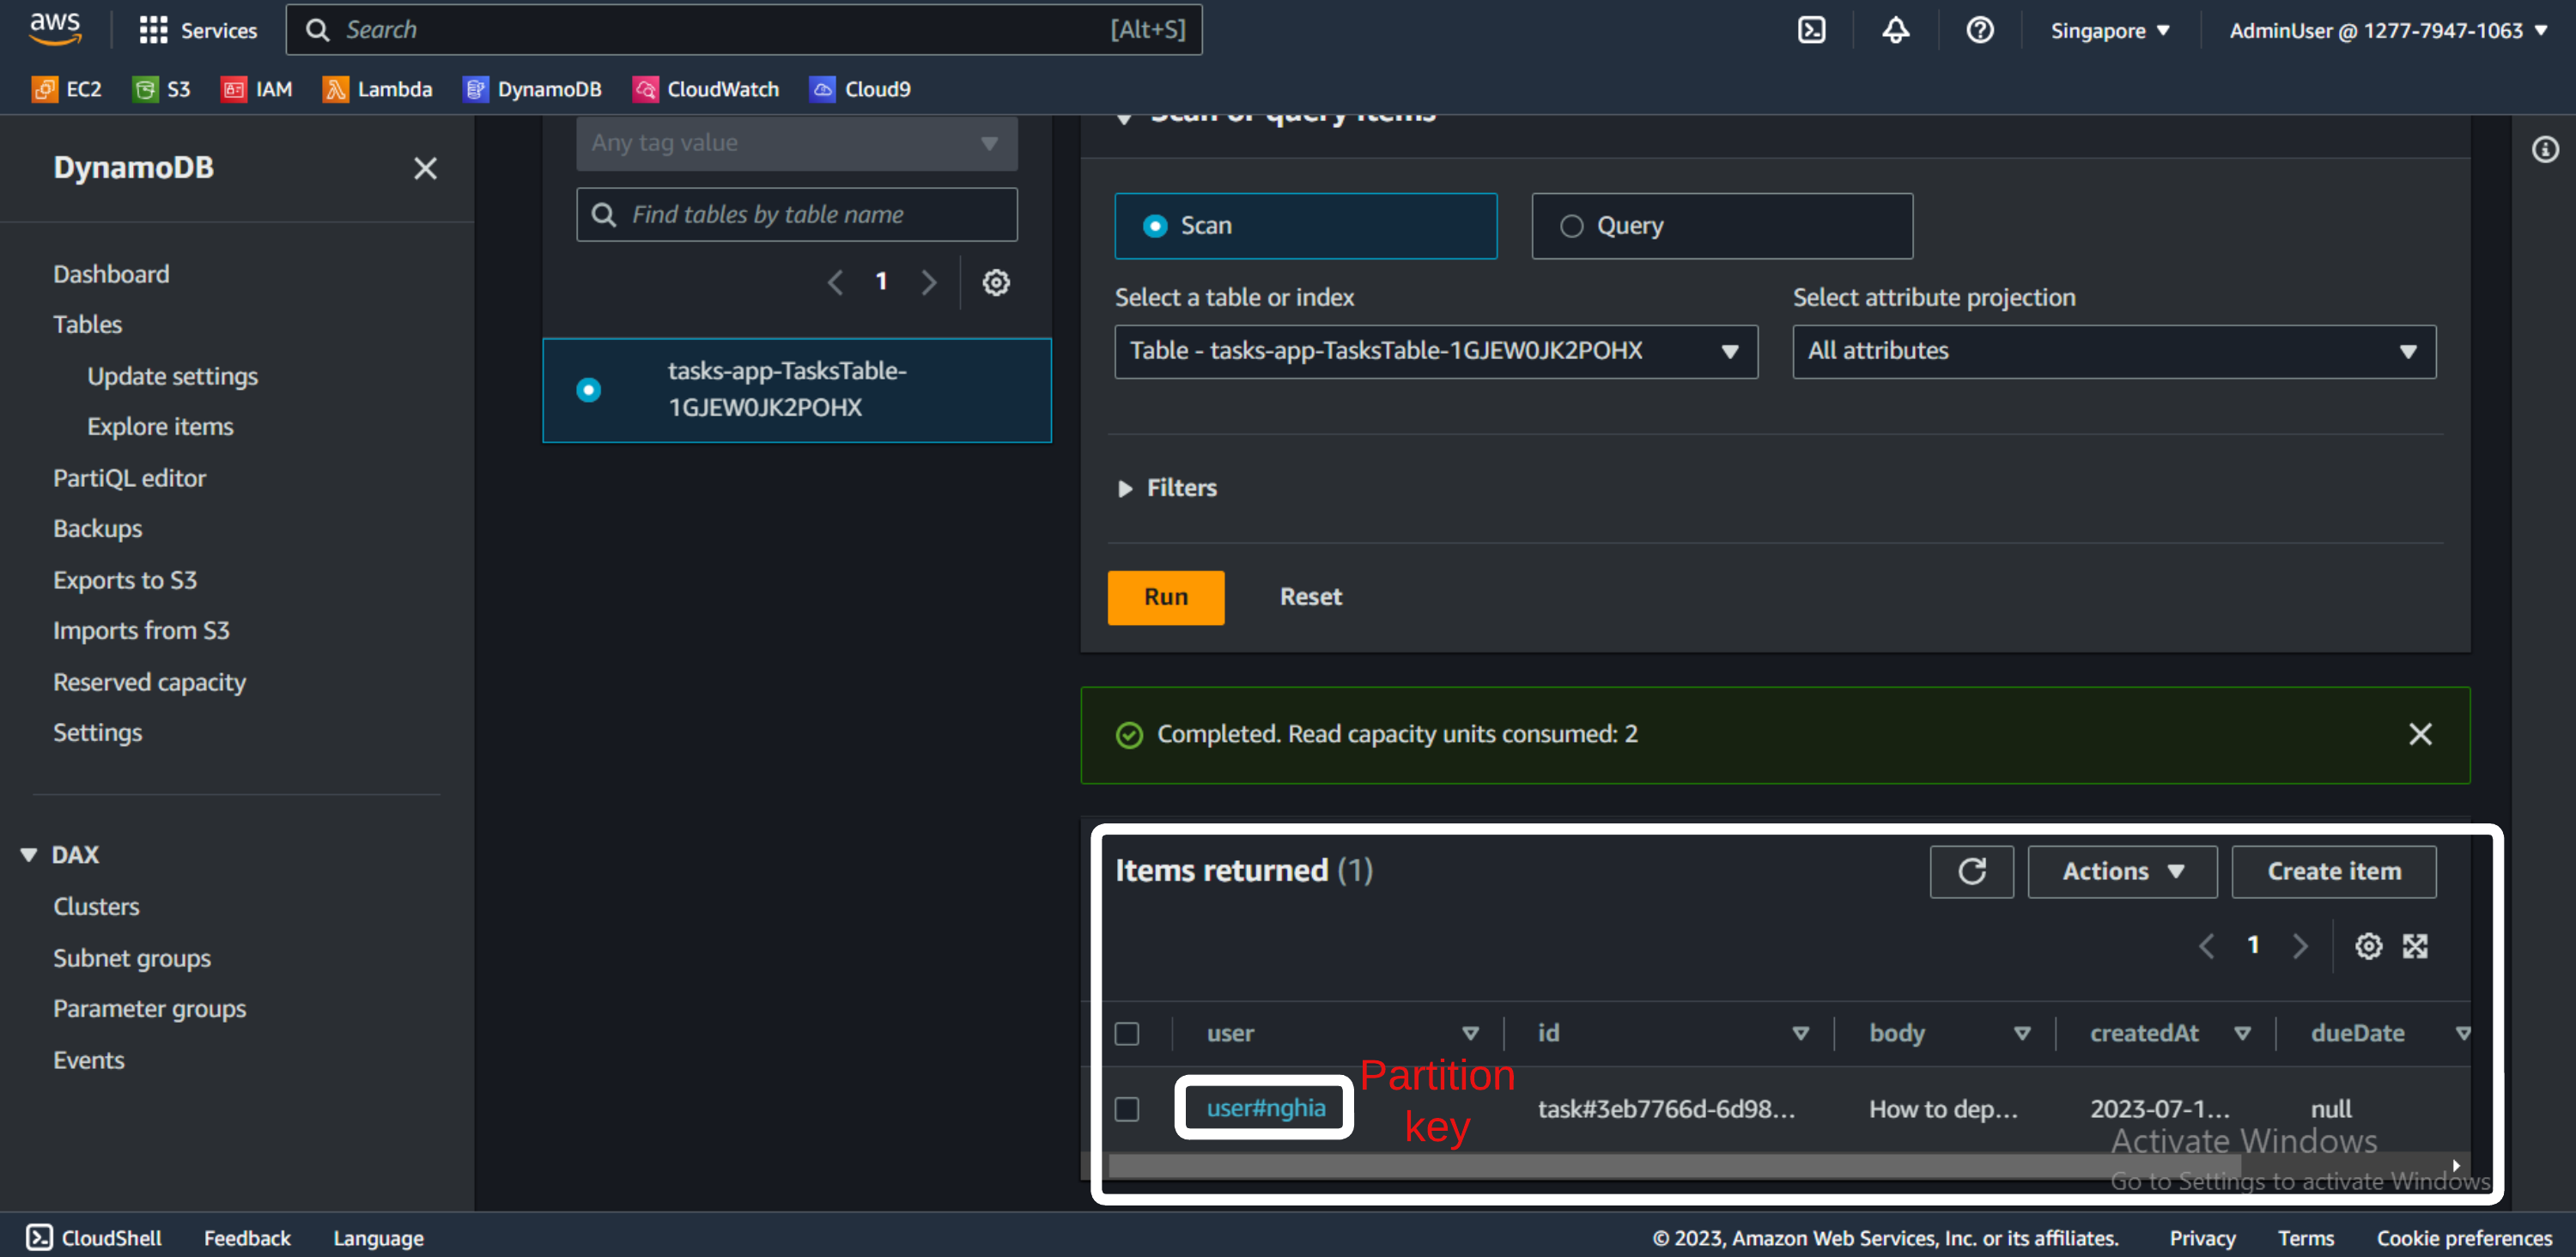 aws
Services
Search
[Alt+S]
Singapore
AdminUser @ 1277-7947-1063
EC2
S3
IAM
Lambda
DynamoDB
CloudWatch
Cloud9
DynamoDB
Dashboard
Tables
Update settings
Explore items
PartiQL editor
Backups
Exports to S3
Imports from S3
Reserved capacity
Settings
DAX
Clusters
Subnet groups
Parameter groups
Events
Any tag value
Find tables by table name
1
tasks-app-TasksTable-
1GJEW0JK2POHX
Scan or query items
Scan
Query
Select a table or index
Select attribute projection
Table - tasks-app-TasksTable-1GJEW0JK2POHX
All attributes
Filters
Run
Reset
Completed. Read capacity units consumed: 2
Items returned (1)
Actions
Create item
1
user
id
body
createdAt
dueDate
user#nghia
Partition
key
task#3eb7766d-6d98...
How to dep...
2023-07-1...
null
Activate Windows
Go to Settings to activate Windows
CloudShell
Feedback
Language
© 2023, Amazon Web Services, Inc. or its affiliates.
Privacy
Terms
Cookie preferences